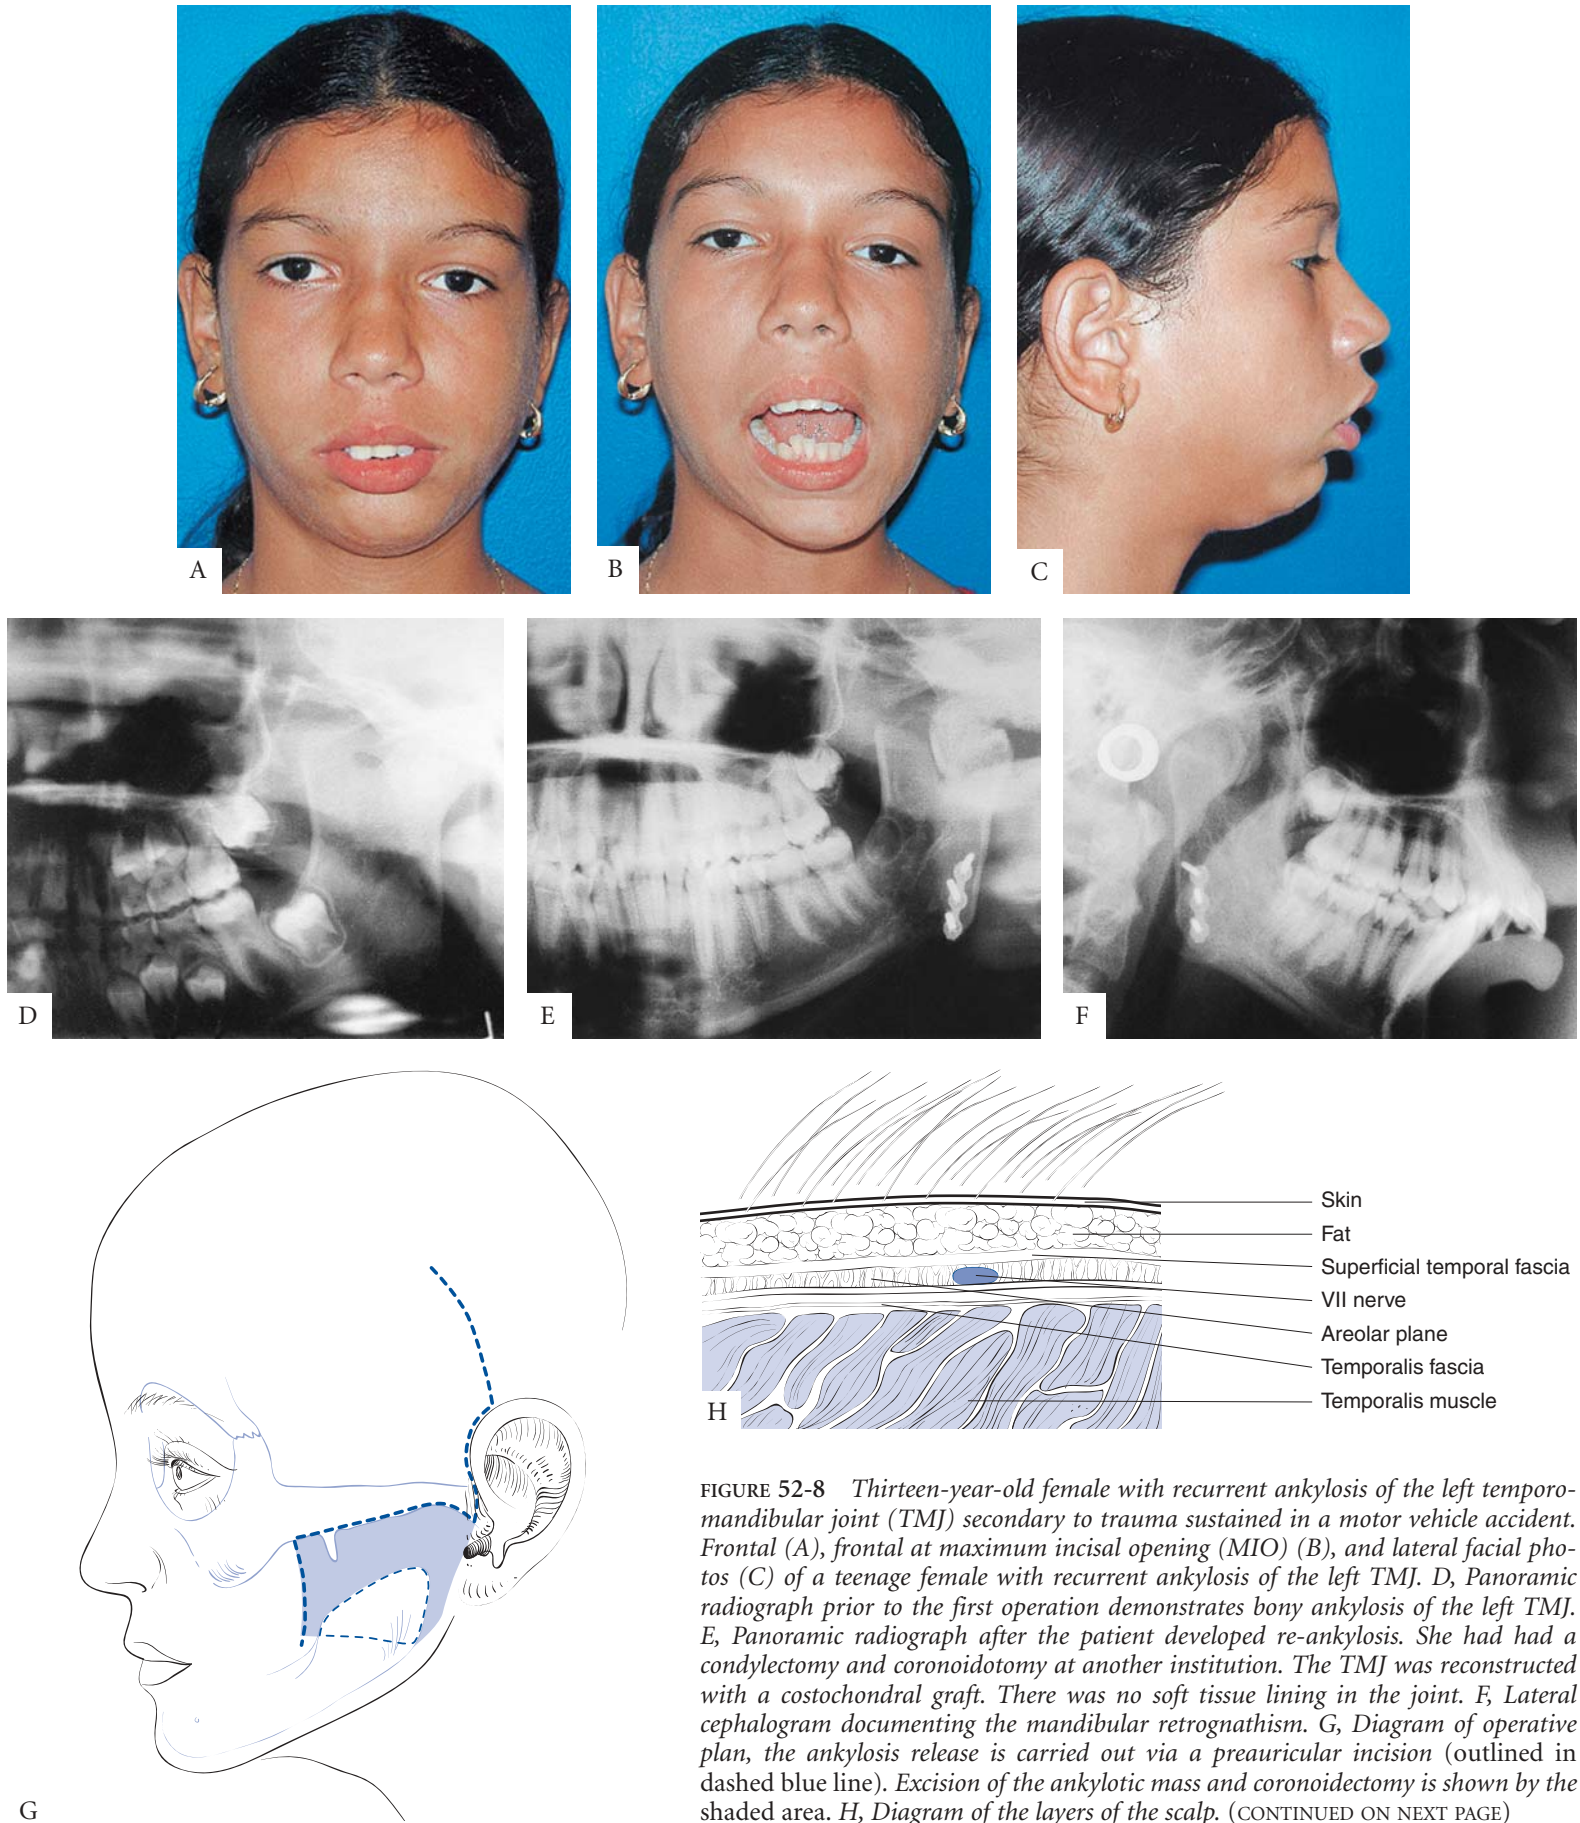 A
B
C
D
E
F
Skin
Fat
Superficial temporal fascia
VII nerve
Areolar plane
Temporalis fascia
Temporalis muscle
H
G
FIGURE 52-8 Thirteen-year-old female with recurrent ankylosis of the left temporo-
mandibular joint (TMJ) secondary to trauma sustained in a motor vehicle accident.
Frontal (A), frontal at maximum incisal opening (MIO) (B), and lateral facial pho-
tos (C) of a teenage female with recurrent ankylosis of the left TMJ. D, Panoramic
radiograph prior to the first operation demonstrates bony ankylosis of the left TMJ.
E, Panoramic radiograph after the patient developed re-ankylosis. She had had a
condylectomy and coronoidotomy at another institution. The TMJ was reconstructed
with a costochondral graft. There was no soft tissue lining in the joint. F, Lateral
cephalogram documenting the mandibular retrognathism. G, Diagram of operative
plan, the ankylosis release is carried out via a preauricular incision (outlined in
dashed blue line). Excision of the ankylotic mass and coronoidectomy is shown by the
shaded area. H, Diagram of the layers of the scalp. (CONTINUED ON NEXT PAGE)